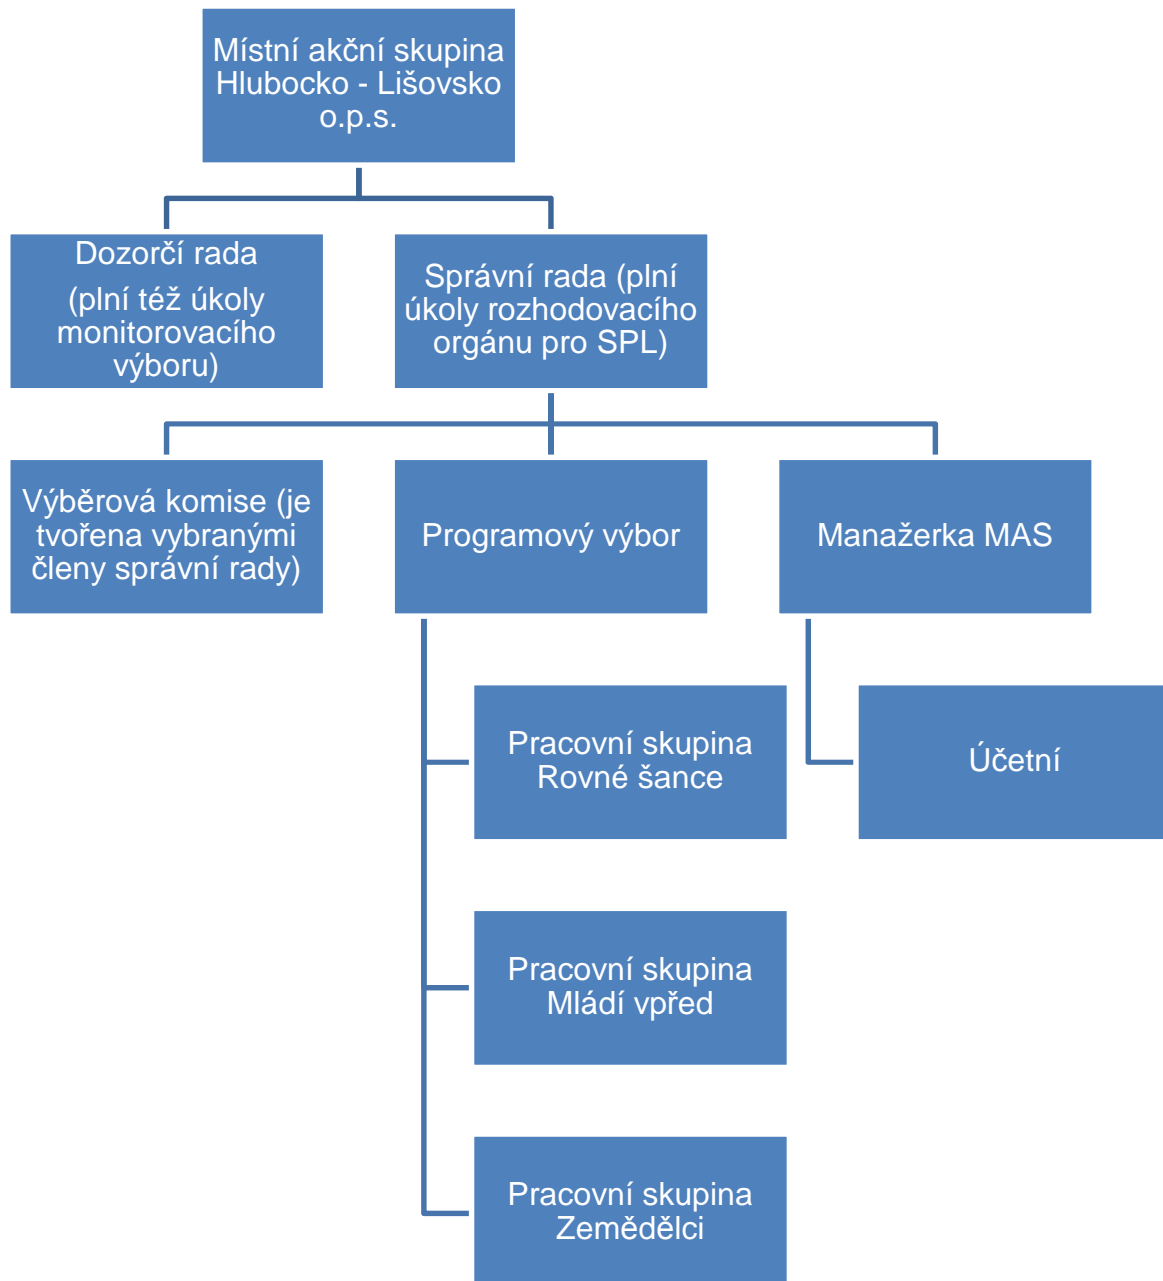 Místní akční skupina
Hlubocko - Lišovsko
o.p.s.
Dozorčí rada
(plní též úkoly
monitorovacího
výboru)
Správní rada (plní
úkoly rozhodovacího
orgánu pro SPL)
Výběrová komise (je
tvořena vybranými
členy správní rady)
Programový výbor
Manažerka MAS
Pracovní skupina
Rovné šance
Účetní
Pracovní skupina
Mládí vpřed
Pracovní skupina
Zemědělci